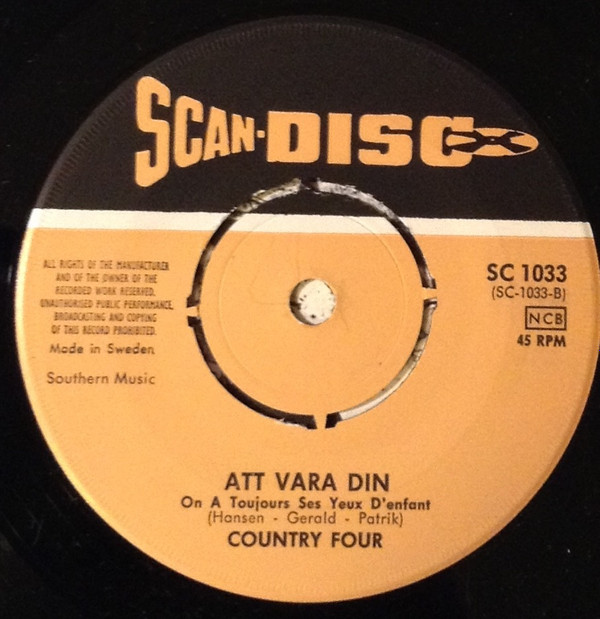 SCAN-DISC
ALL RIGHTS OF THE MANUFACTURER
AND OF THE OWNER OF THE
RECORDED WORK RESERVED.
UNAUTHORISED PUBLIC PERFORMANCE,
BROADCASTING AND COPYING
OF THIS RECORD PROHIBITED.
Made in Sweden
Southern Music
SC 1033
(SC-1033-B)
NCB
45 RPM
ATT VARA DIN
On A Toujours Ses Yeux D'enfant
(Hansen - Gerald - Patrik)
COUNTRY FOUR